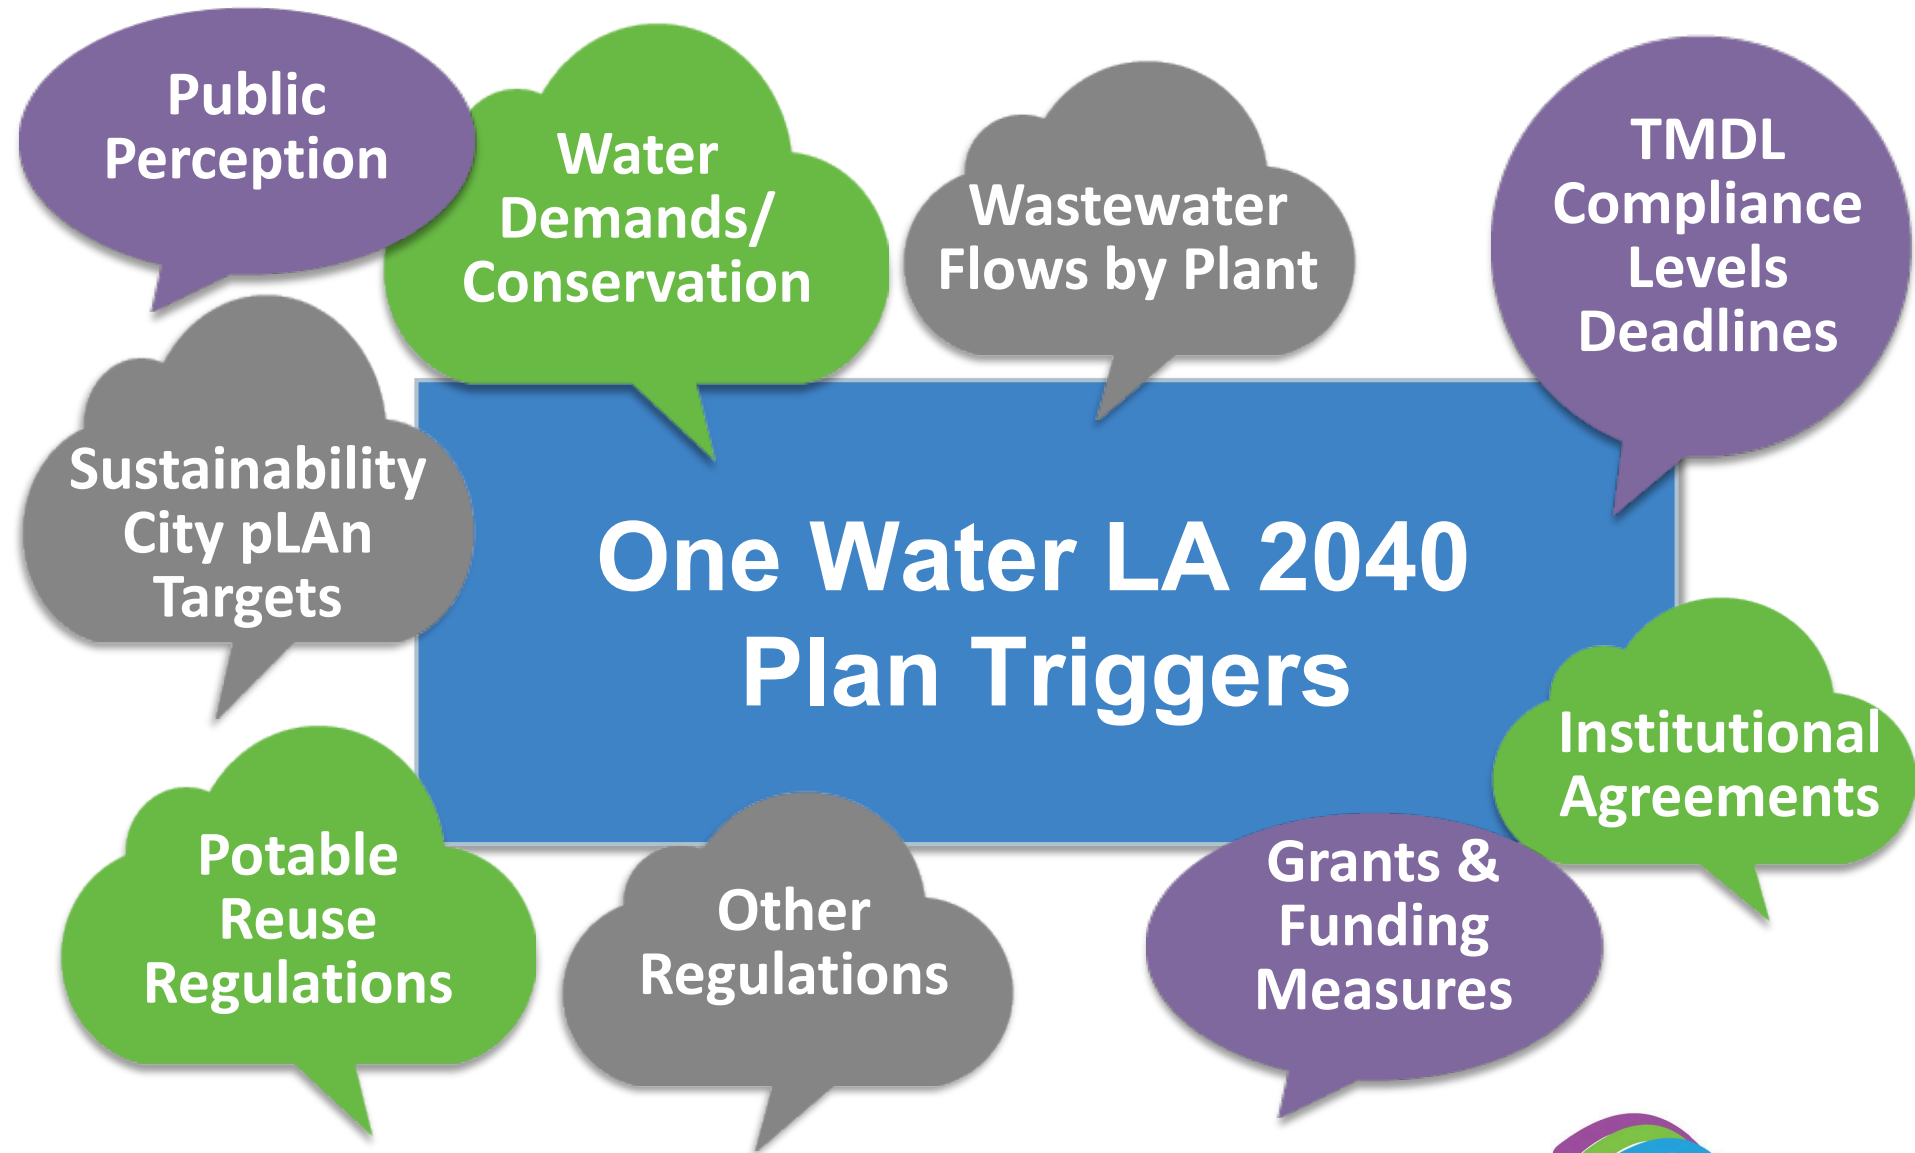 Public
Perception
Water
Demands/
Conservation
Wastewater
Flows by Plant
TMDL
Compliance
Levels
Deadlines
Sustainability
City pLAn
Targets
One Water LA 2040
Plan Triggers
Institutional
Agreements
Potable
Reuse
Regulations
Other
Regulations
Grants &
Funding
Measures